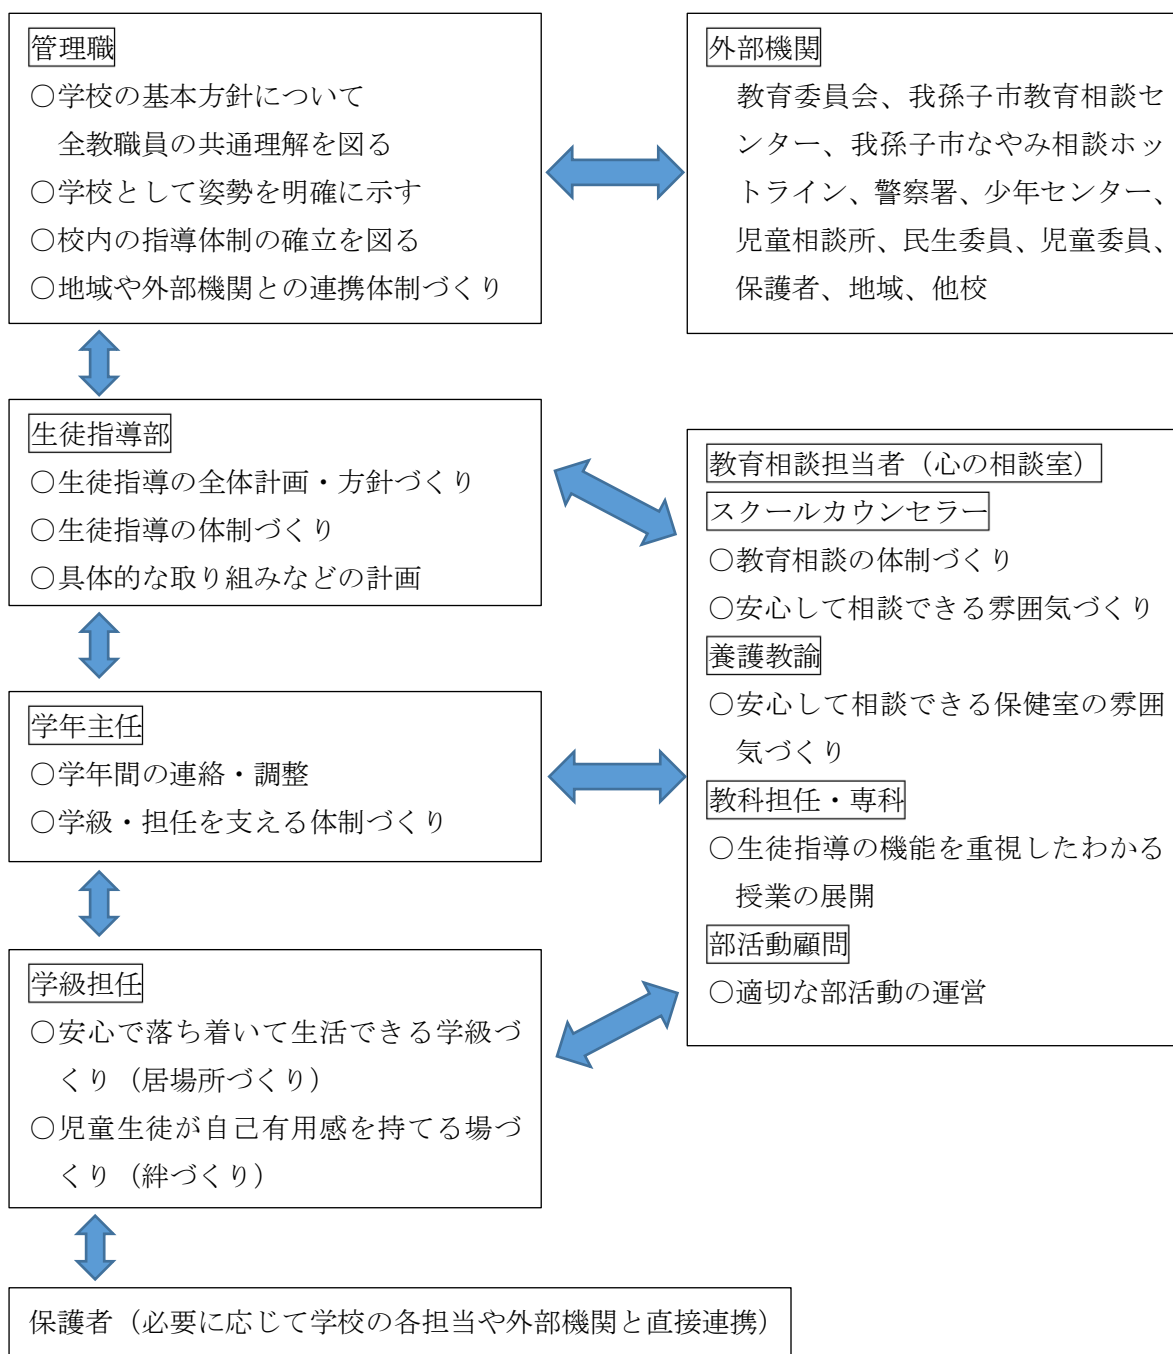 管理職
○学校の基本方針について
全教職員の共通理解を図る
○学校として姿勢を明確に示す
○校内の指導体制の確立を図る
○地域や外部機関との連携体制づくり
外部機関
教育委員会、我孫子市教育相談セ
ンター、我孫子市なやみ相談ホッ
トライン、警察署、少年センター、
児童相談所、民生委員、児童委員、
保護者、地域、他校
生徒指導部
○生徒指導の全体計画・方針づくり
○生徒指導の体制づくり
○具体的な取り組みなどの計画
学年主任
○学年間の連絡・調整
○学級・担任を支える体制づくり
学級担任
○安心で落ち着いて生活できる学級づ
くり（居場所づくり）
○児童生徒が自己有用感を持てる場づ
くり（絆づくり）
教育相談担当者（心の相談室）
スクールカウンセラー
○教育相談の体制づくり
○安心して相談できる雰囲気づくり
養護教諭
○安心して相談できる保健室の雰囲
気づくり
教科担任・専科
○生徒指導の機能を重視したわかる
授業の展開
部活動顧問
○適切な部活動の運営
保護者（必要に応じて学校の各担当や外部機関と直接連携）